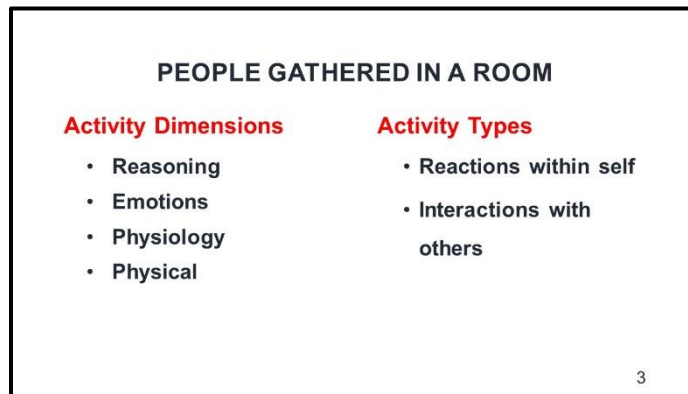 PEOPLE GATHERED IN A ROOM
Activity Dimensions
• Reasoning
• Emotions
• Physiology
• Physical
Activity Types
• Reactions within self
• Interactions with
others
3